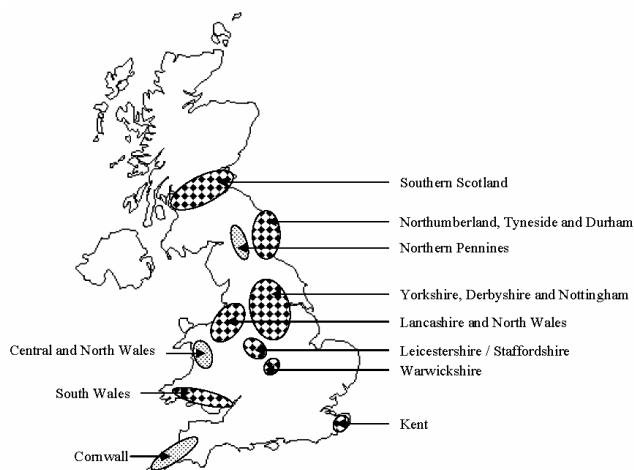 Southern Scotland
Northumberland, Tyneside and Durham
Northern Pennines
Yorkshire, Derbyshire and Nottingham
Lancashire and North Wales
Central and North Wales
Leicestershire / Staffordshire
Warwickshire
South Wales
Kent
Cornwall